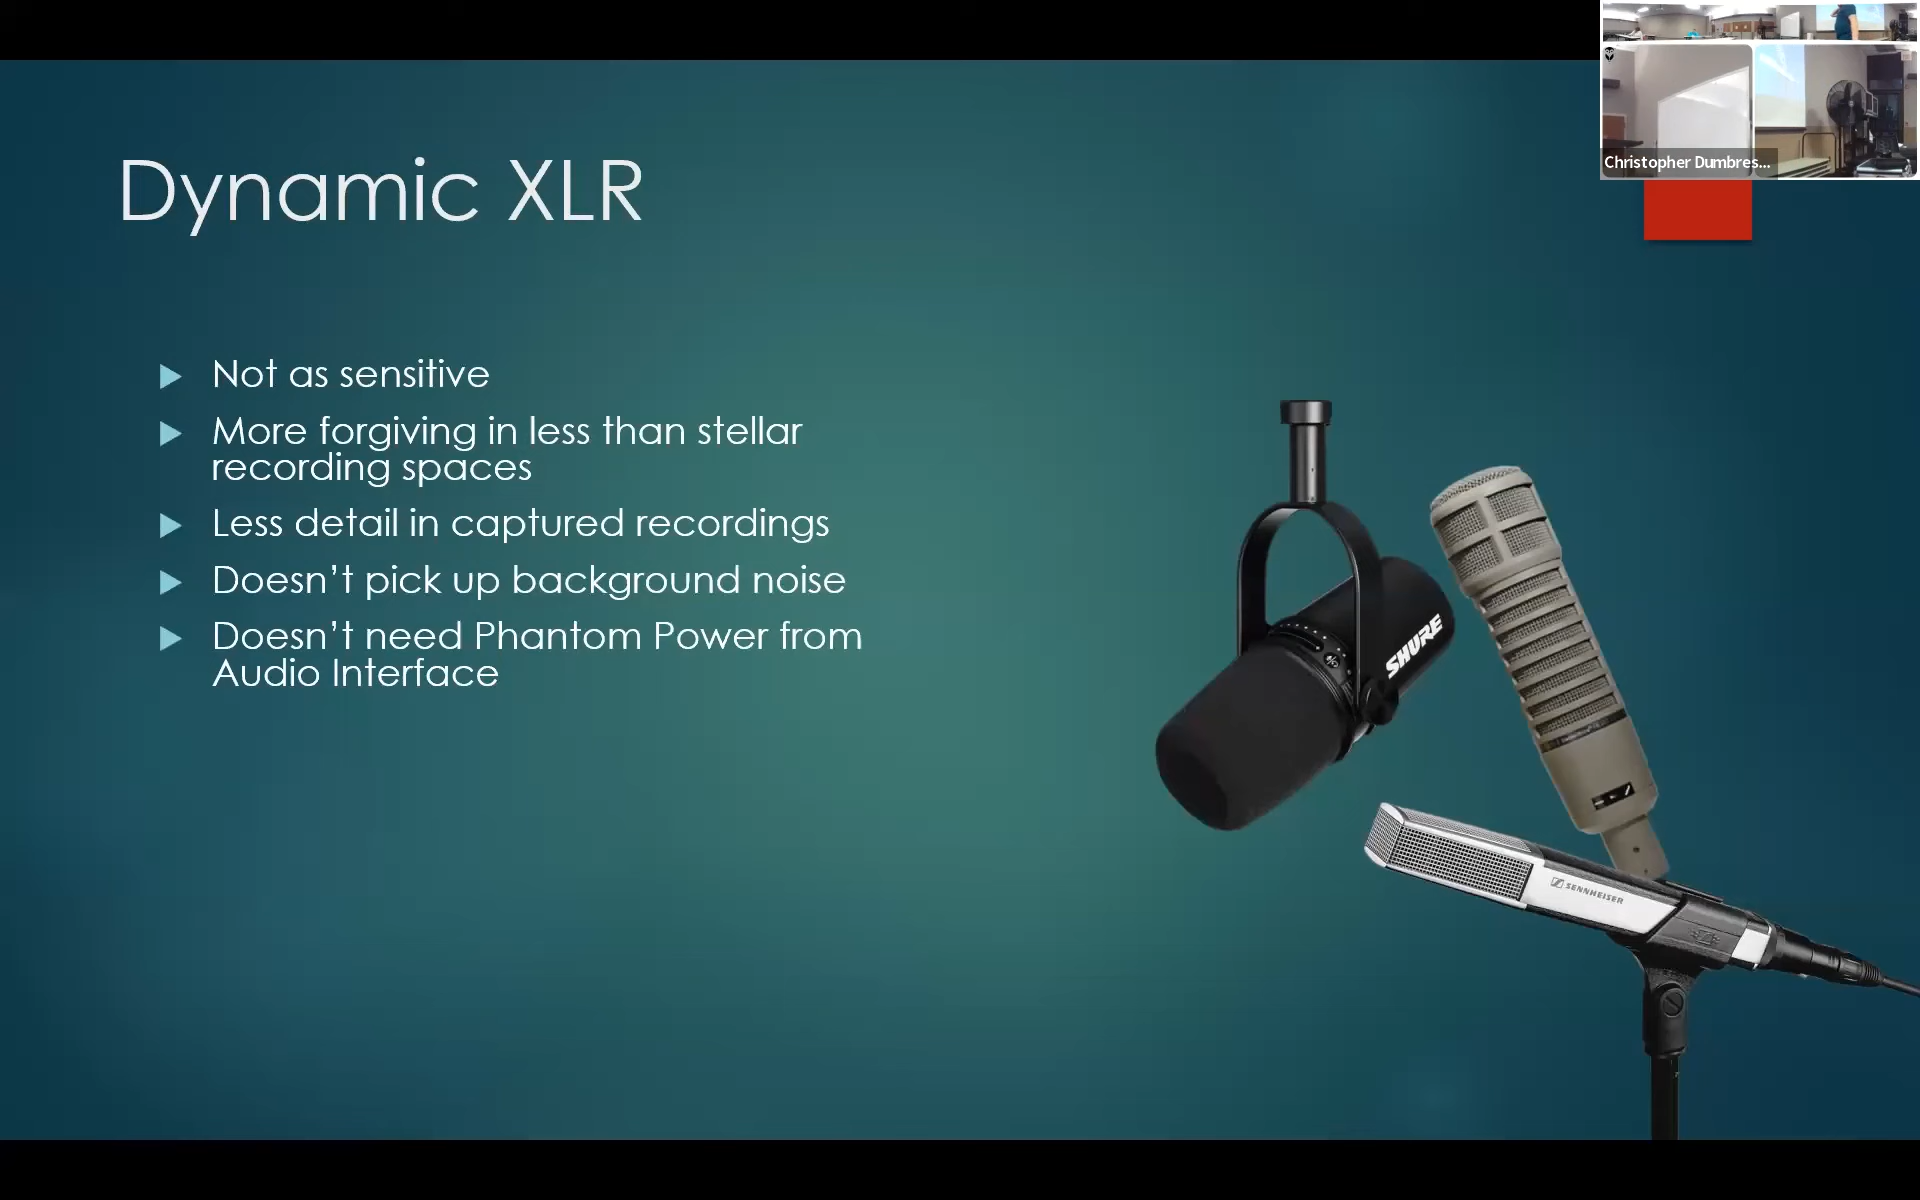 Christopher Dumbres...
Dynamic XLR
Not as sensitive
More forgiving in less than stellar
recording spaces
Less detail in captured recordings
Doesn’t pick up background noise
Doesn’t need Phantom Power from
Audio Interface
SHURE
SENNHEISER